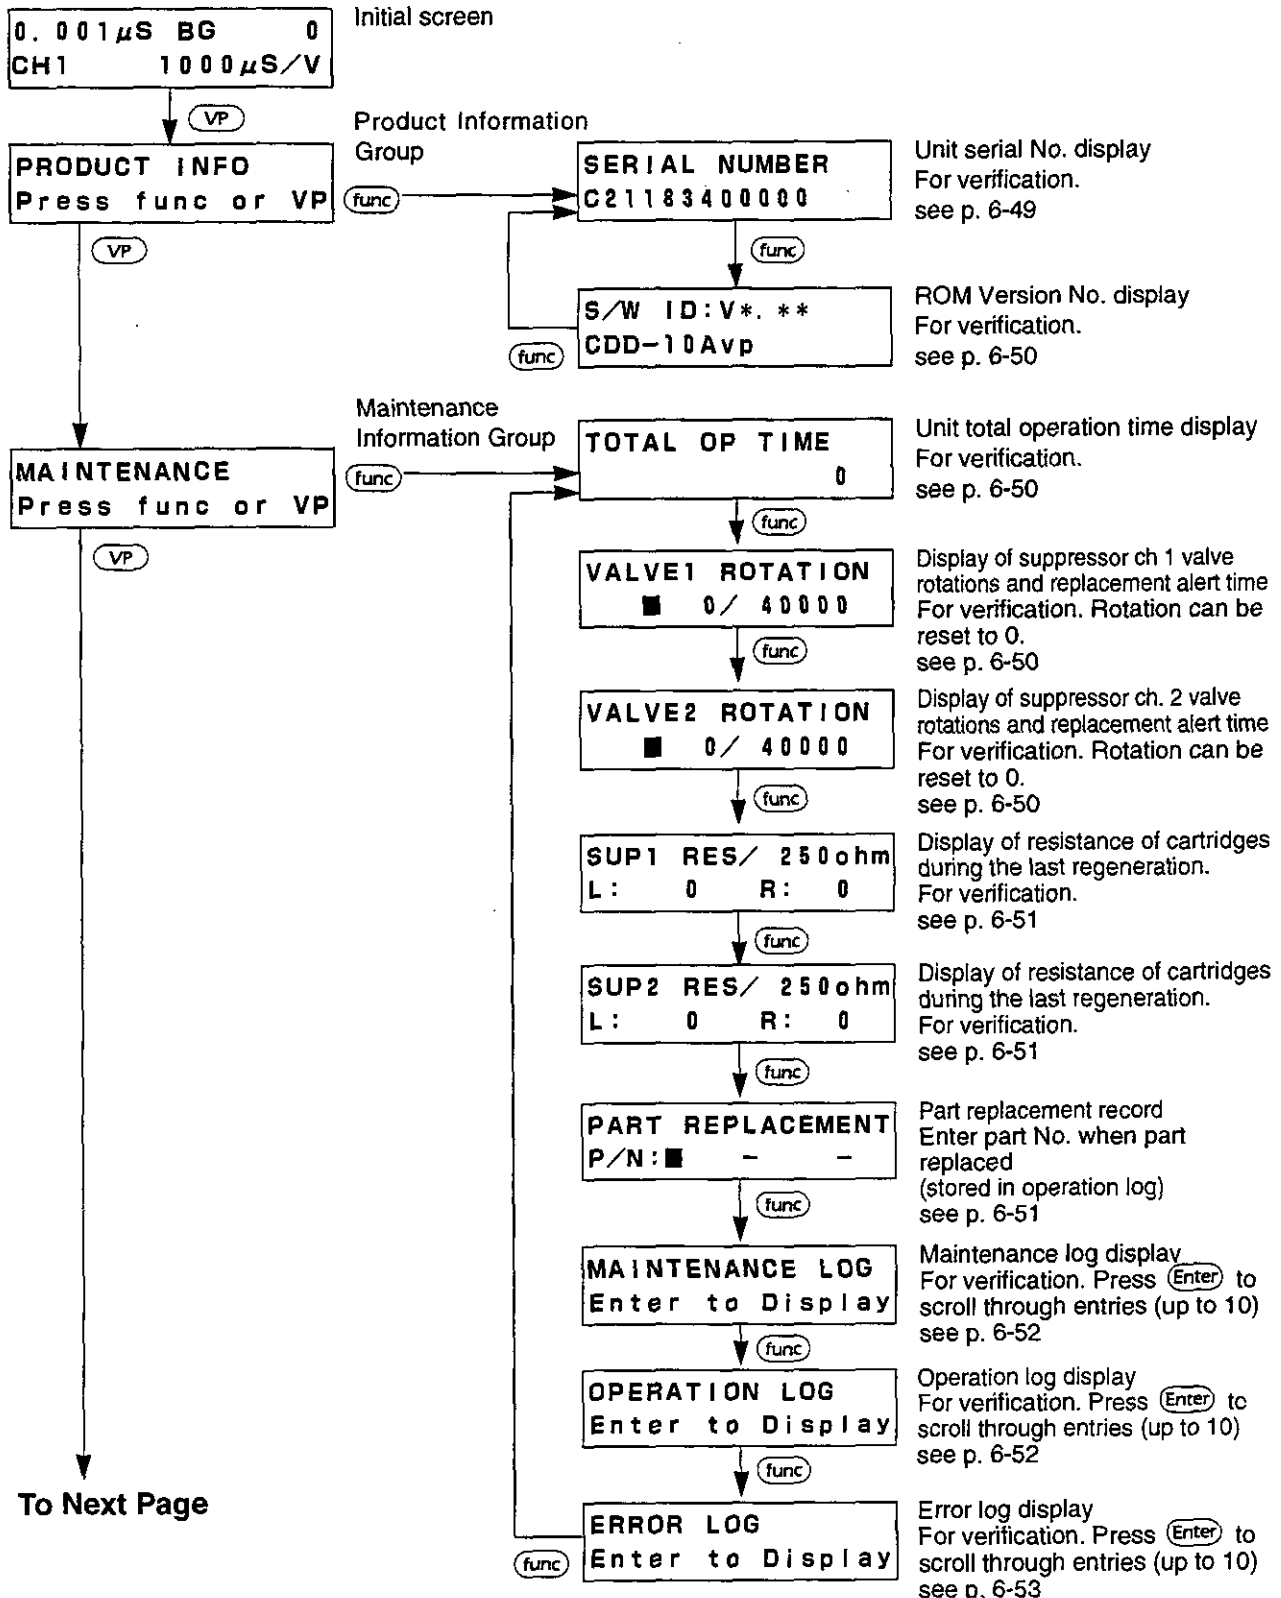 0. 001μS BG 0
CH1 1000μS/V
Initial screen
VP
PRODUCT INFO
Press func or VP
Product Information
Group
func
SERIAL NUMBER
C21183400000
Unit serial No. display
For verification.
see p. 6-49
VP
func
S/W ID:V*. **
CDD-10Avp
ROM Version No. display
For verification.
see p. 6-50
func
MAINTENANCE
Press func or VP
Maintenance
Information Group
func
TOTAL OP TIME
0
Unit total operation time display
For verification.
see p. 6-50
VP
func
VALVE1 ROTATION
■ 0/ 40000
Display of suppressor ch 1 valve
rotations and replacement alert time
For verification. Rotation can be
reset to 0.
see p. 6-50
func
VALVE2 ROTATION
■ 0/ 40000
Display of suppressor ch. 2 valve
rotations and replacement alert time
For verification. Rotation can be
reset to 0.
see p. 6-50
func
SUP1 RES/ 250ohm
L: 0 R: 0
Display of resistance of cartridges
during the last regeneration.
For verification.
see p. 6-51
func
SUP2 RES/ 250ohm
L: 0 R: 0
Display of resistance of cartridges
during the last regeneration.
For verification.
see p. 6-51
func
PART REPLACEMENT
P/N:■ - -
Part replacement record
Enter part No. when part
replaced
(stored in operation log)
see p. 6-51
func
MAINTENANCE LOG
Enter to Display
Maintenance log display
For verification. Press Enter to
scroll through entries (up to 10)
see p. 6-52
func
OPERATION LOG
Enter to Display
Operation log display
For verification. Press Enter to
scroll through entries (up to 10)
see p. 6-52
func
To Next Page
ERROR LOG
Enter to Display
func
Error log display
For verification. Press Enter to
scroll through entries (up to 10)
see p. 6-53